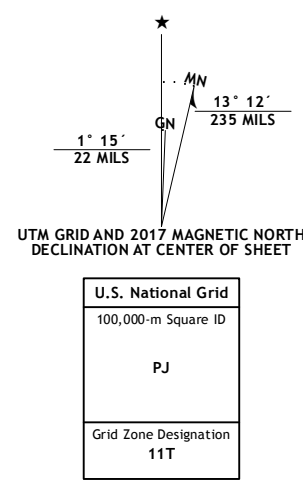 ★
MN
GN
13° 12´
235 MILS
1° 15´
22 MILS
UTM GRID AND 2017 MAGNETIC NORTH
DECLINATION AT CENTER OF SHEET
U.S. National Grid
100,000-m Square ID
PJ
Grid Zone Designation
11T